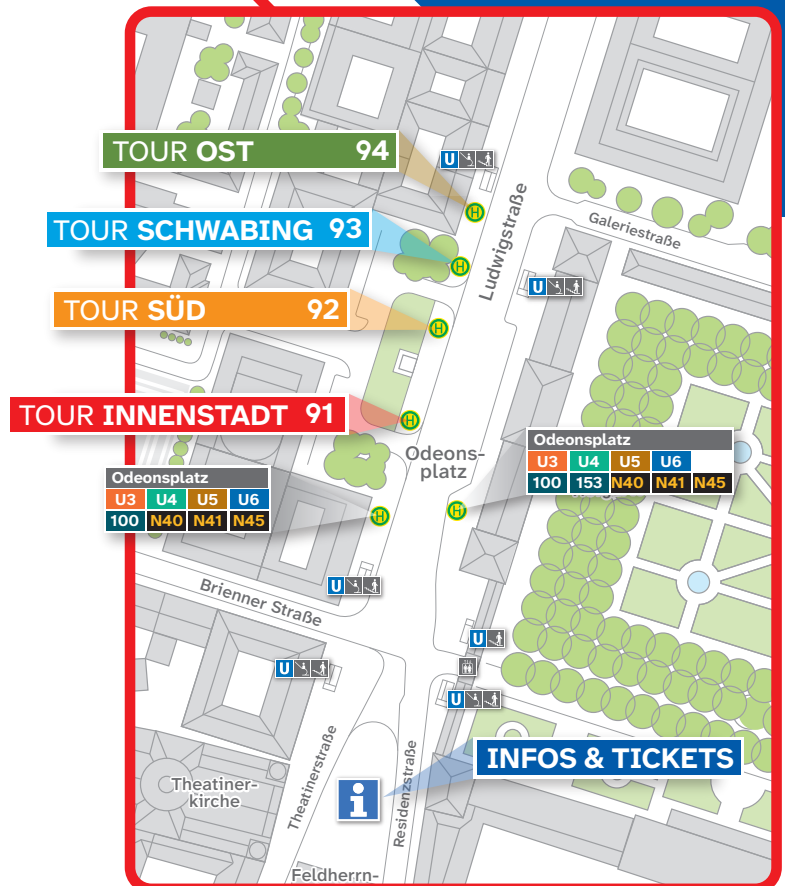 TOUR OST 94
TOUR SCHWABING 93
TOUR SÜD 92
TOUR INNENSTADT 91
U
Ludwigstraße
Galeriestraße
U
H
H
H
H
Odeons-
platz
Odeonsplatz
U3 U4 U5 U6
100 153 N40 N41 N45
Odeonsplatz
U3 U4 U5 U6
100 N40 N41 N45
H
H
U
Brienner Straße
U
U
U
INFOS & TICKETS
i
Theatiner-
kirche
Theatinerstraße
Residenzstraße
Feldherrn-